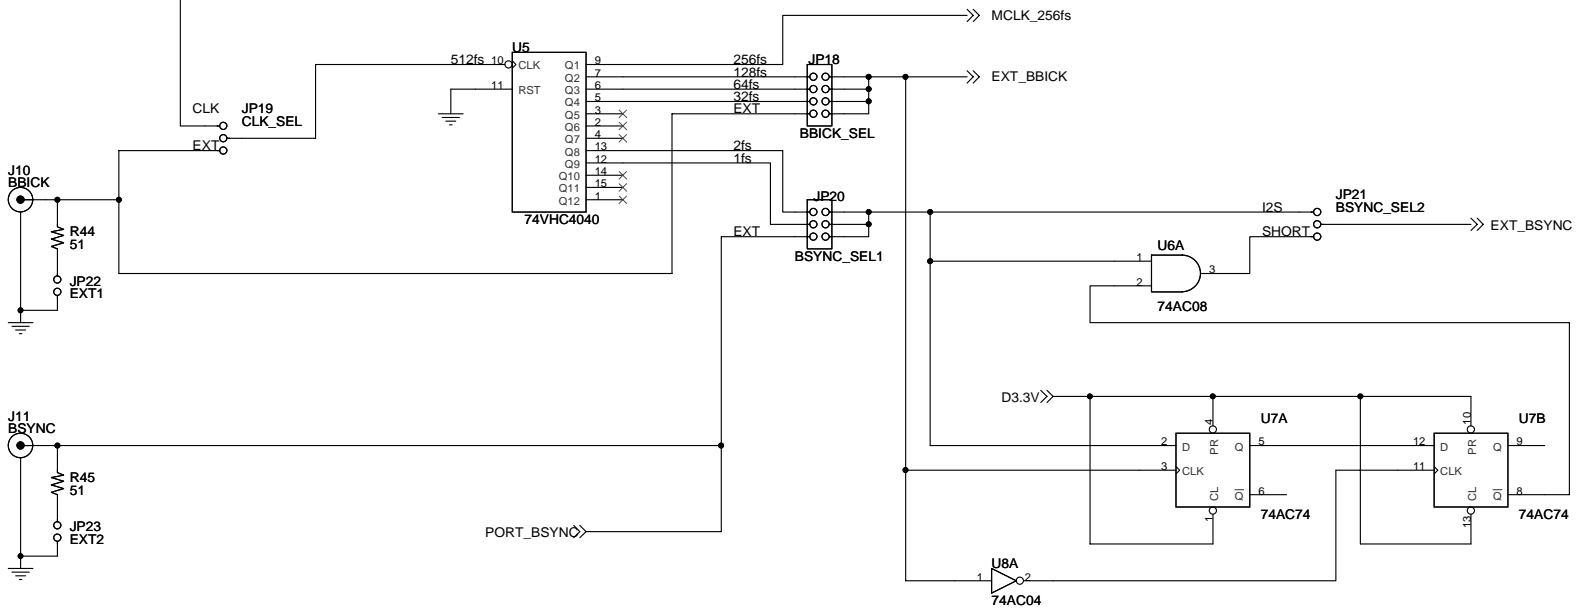 MCLK_256fs
U5
512fs 10 CLK Q1 9 256fs JP18
Q2 7 128fs EXT_BBICK
11 RST Q3 6 64fs
Q4 5 32fs
CLK JP19 Q5 3 EXT
CLK_SEL Q6 2 BBICK_SEL
EXT Q7 4
Q8 13 2fs
Q9 12 1fs
J10 Q10 14
BBICK Q11 15
Q12 1
74VHC4040
JP20
I2S JP21
BSYNC_SEL2
EXT_BSYNC
EXT SHORT
BSYNC_SEL1
R44
51
U6A
1
2
3
74AC08
JP22
EXT1
D3.3V
J11
BSYNC
4 U7A 10 U7B
2 D PR Q 5 12 D PR Q 9
3 CLK 11 CLK
CL Q 6 CL Q 8
1 74AC74 13 74AC74
R45
51
JP23
EXT2
PORT_BSYNC
U8A
1 2
74AC04